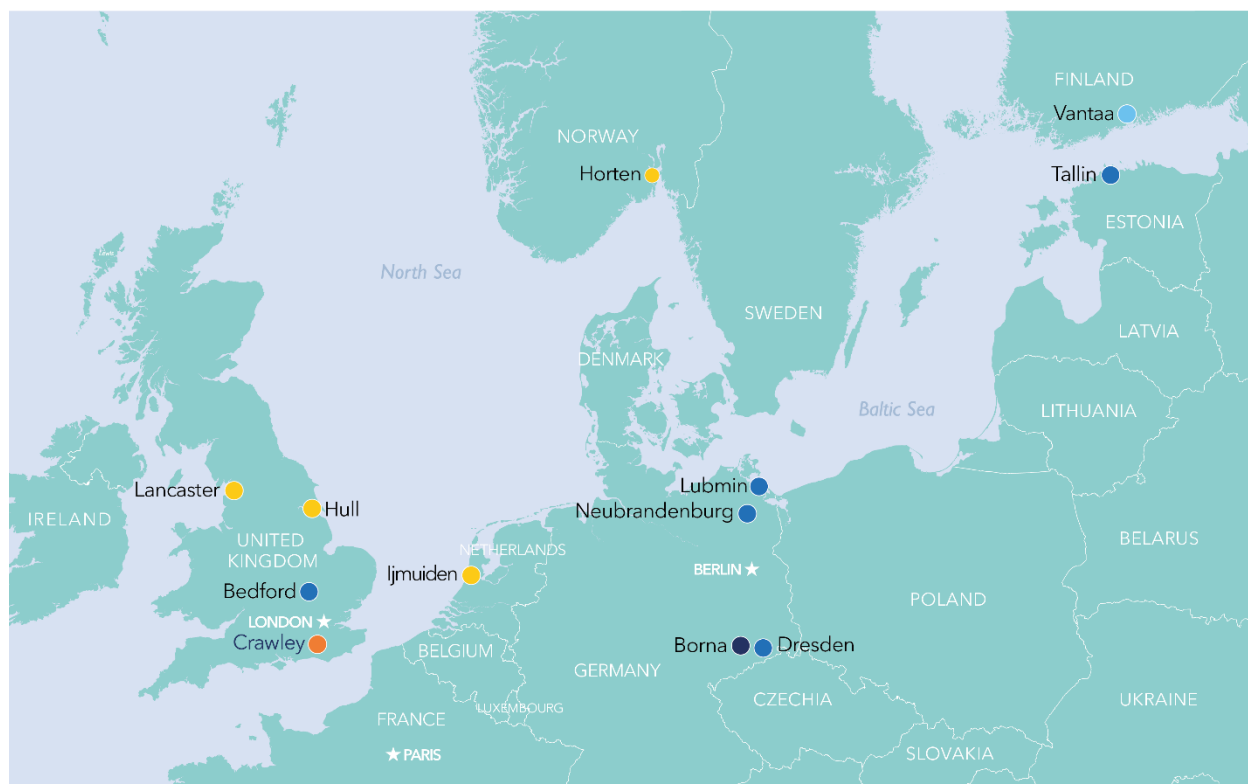 FINLAND
Vantaa
NORWAY
Horten
Tallin
ESTONIA
North Sea
SWEDEN
LATVIA
DENMARK
Baltic Sea
LITHUANIA
Lancaster
Lubmin
Hull
Neubrandenburg
IRELAND
UNITED
KINGDOM
BELARUS
NETHERLANDS
Ijmuiden
BERLIN
Bedford
POLAND
LONDON
Crawley
Borna
Dresden
BELGIUM
GERMANY
CZECHIA
UKRAINE
LUXEMBOURG
FRANCE
PARIS
SLOVAKIA